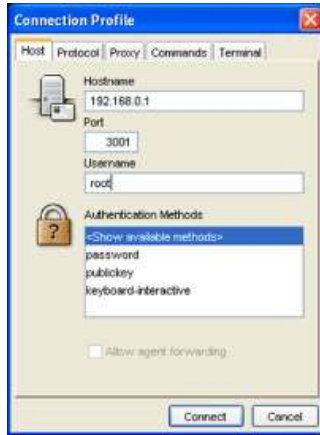 Connection Profile
Host Protocol Proxy Commands Terminal
Hostname
192.168.0.1
Port
3001
Username
root
Authentication Methods
<Show available methods>
password
publickey
keyboard-interactive
Allow agent forwarding
Connect Cancel